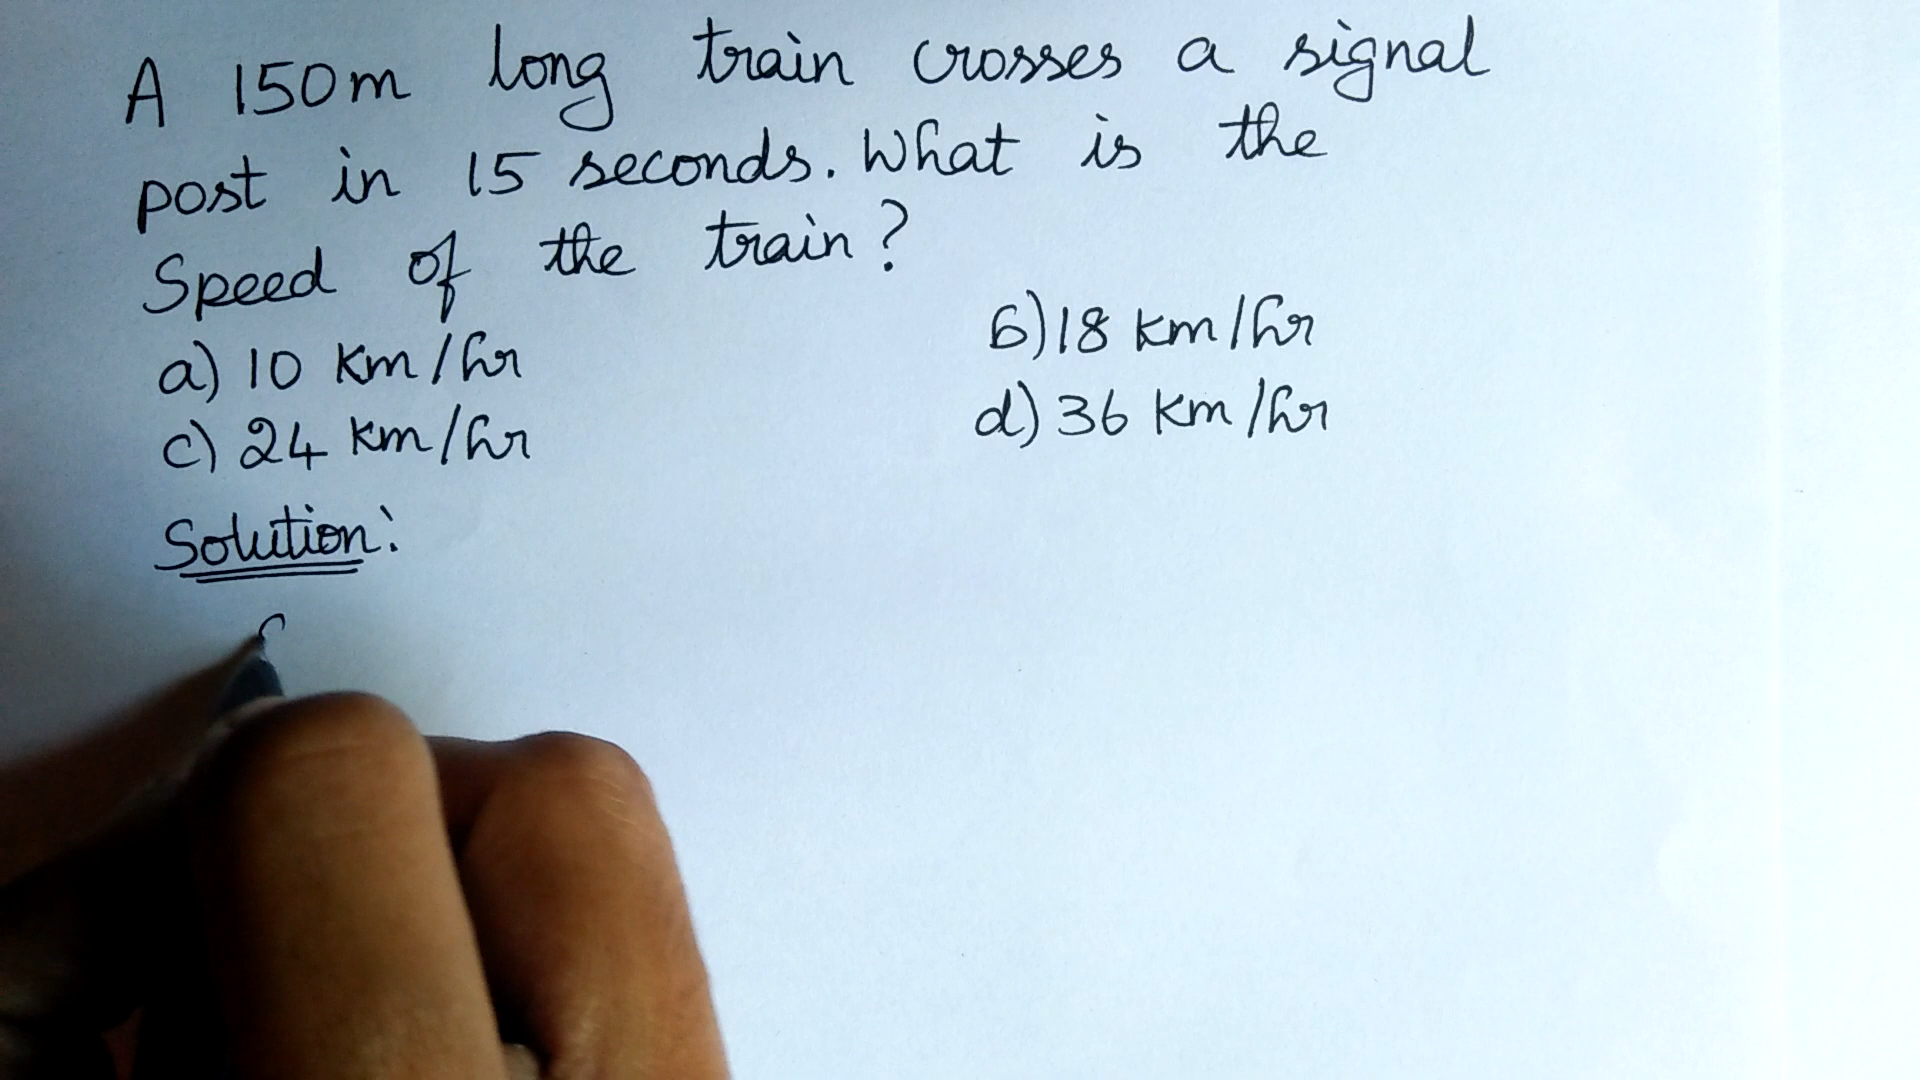 A 150m long train crosses a signal
post in 15 seconds. What is the
Speed of the train?
a) 10 km/hr b) 18 km/hr
c) 24 km/hr d) 36 km/hr
Solution: